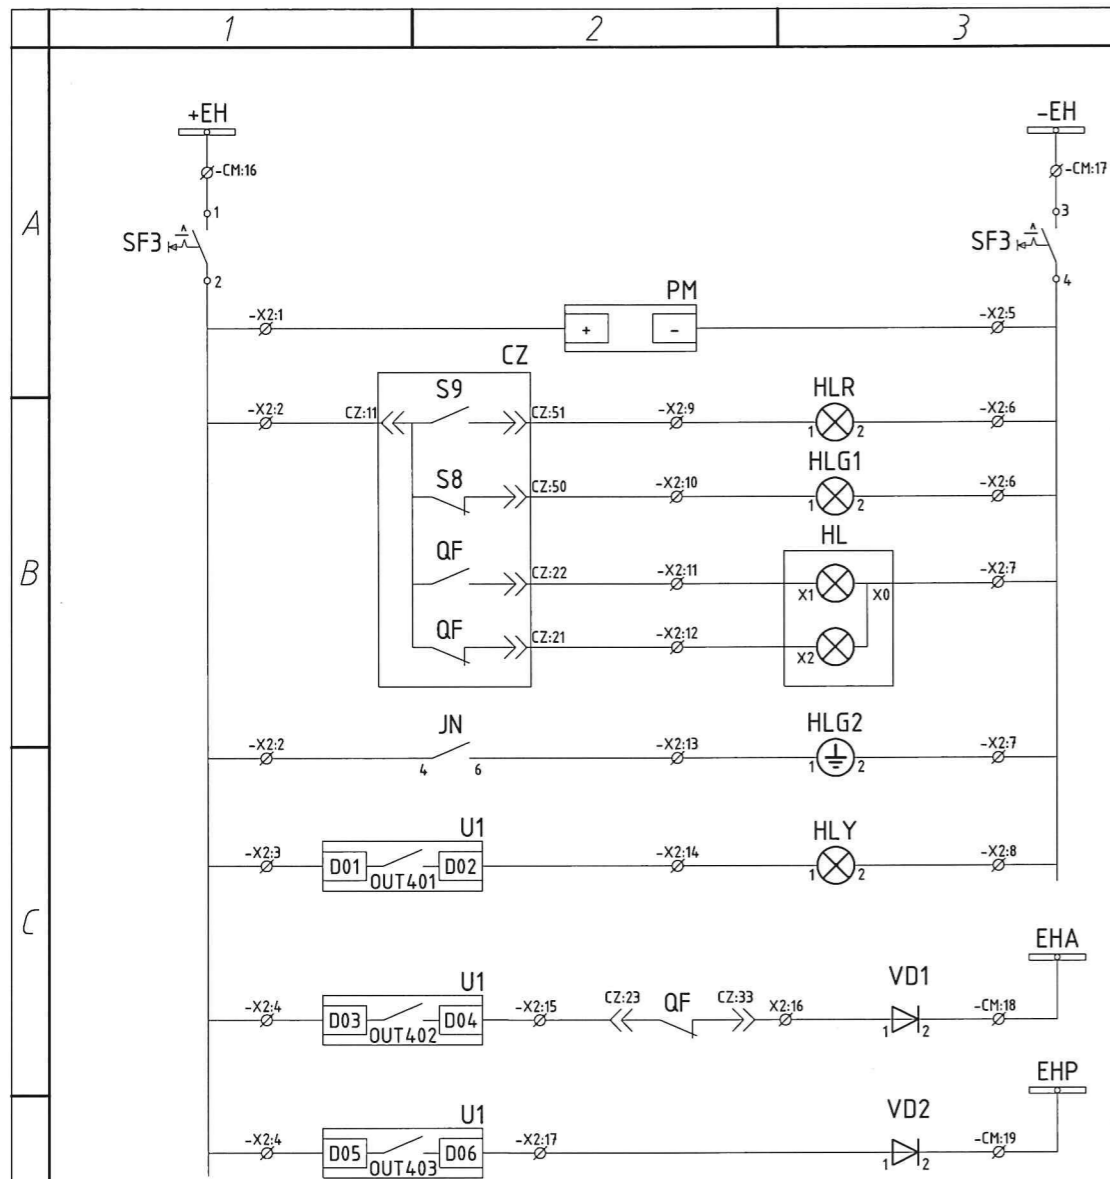 1 2 3
+EH -EH
-CM:16 -CM:17
A
1 3
SF3 SF3
2 4
PM
-X2:1 + - -X2:5
CZ
S9 HLR
-X2:2 CZ:11 CZ:51 -X2:9 1 2 -X2:6
S8 HLG1
CZ:50 -X2:10 1 2 -X2:6
B
QF HL
CZ:22 -X2:11 X1 X0 -X2:7
QF
CZ:21 -X2:12 X2
JN HLG2
-X2:2 4 6 -X2:13 1 2 -X2:7
U1 HLY
-X2:3 D01 D02 -X2:14 1 2 -X2:8
OUT401
C
EHA
U1 VD1
-X2:4 D03 D04 -X2:15 CZ:23 QF CZ:33 X2:16 1 2 -CM:18
OUT402
EHP
U1 VD2
-X2:4 D05 D06 -X2:17 1 2 -CM:19
OUT403